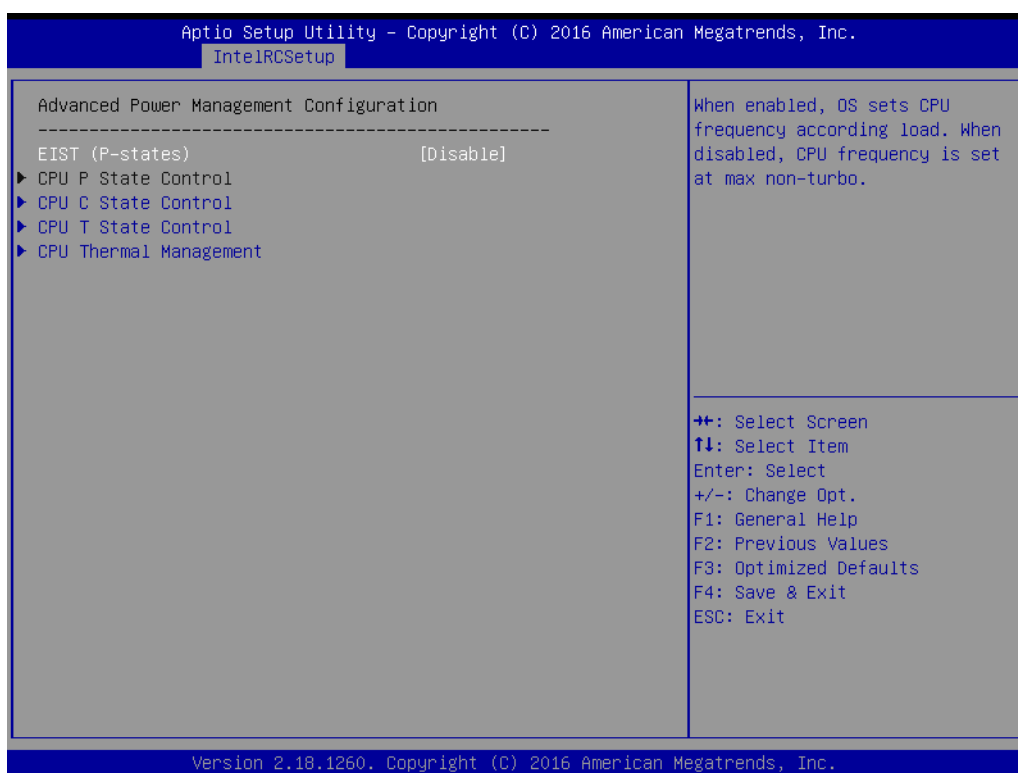 Aptio Setup Utility – Copyright (C) 2016 American Megatrends, Inc.
IntelRCSetup
Advanced Power Management Configuration
--------------------------------------------------
EIST (P-states) [Disable]
► CPU P State Control
► CPU C State Control
► CPU T State Control
► CPU Thermal Management
When enabled, OS sets CPU
frequency according load. When
disabled, CPU frequency is set
at max non-turbo.
→←: Select Screen
↑↓: Select Item
Enter: Select
+/-: Change Opt.
F1: General Help
F2: Previous Values
F3: Optimized Defaults
F4: Save & Exit
ESC: Exit
Version 2.18.1260. Copyright (C) 2016 American Megatrends, Inc.